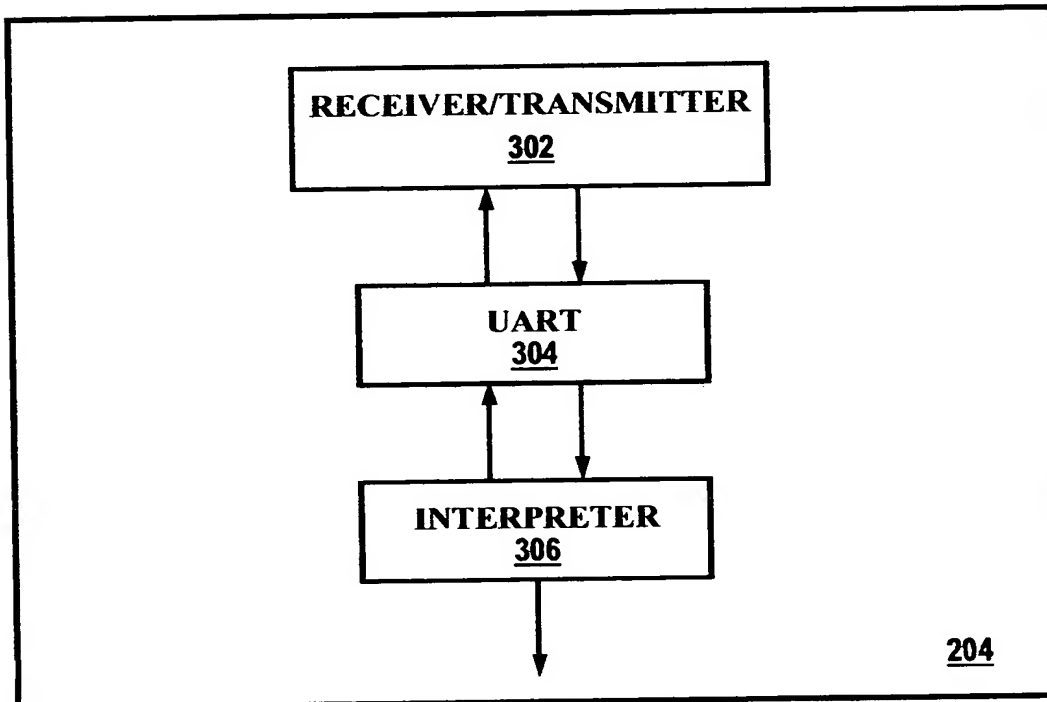 RECEIVER/TRANSMITTER
302
UART
304
INTERPRETER
306
204